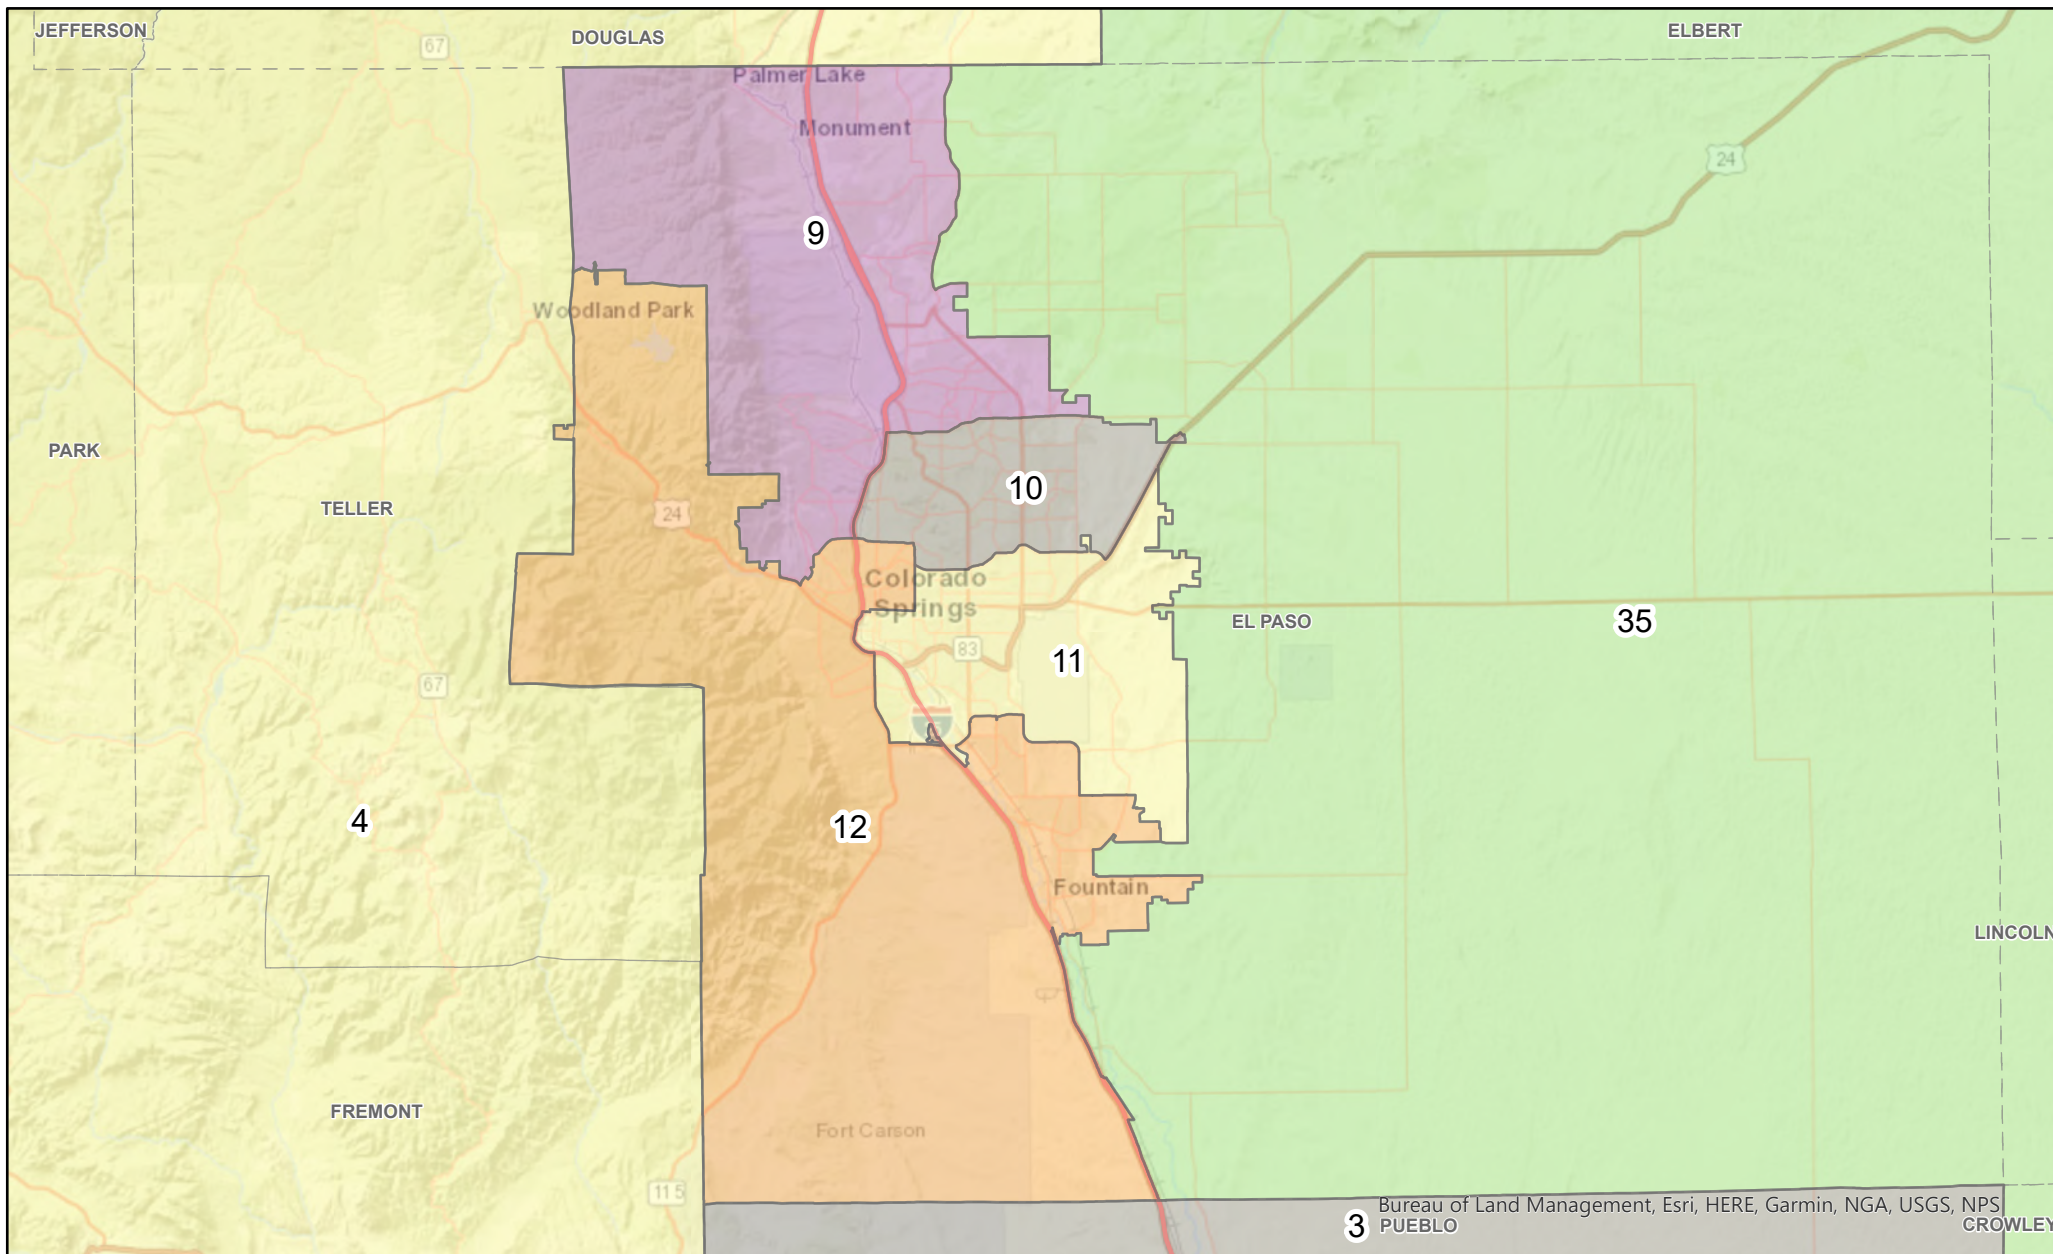 JEFFERSON
67
DOUGLAS
ELBERT
Palmer Lake
Monument
24
9
Woodland Park
PARK
TELLER
24
10
Colorado
Springs
EL PASO
35
83
11
67
4
12
Fountain
LINCOLN
FREMONT
Fort Carson
115
Bureau of Land Management, Esri, HERE, Garmin, NGA, USGS, NPS
3
PUEBLO
CROWLEY